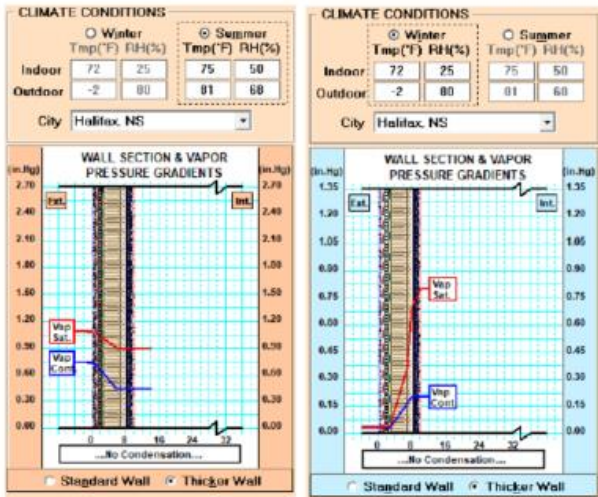 CLIMATE CONDITIONS
Winter
Summer
Tmp(°F) RH(%)
Tmp(°F) RH(%)
Indoor 72 25 75 50
Outdoor -2 80 81 68
City Halifax, NS
WALL SECTION & VAPOR
PRESSURE GRADIENTS
(in.Hg)
(in.Hg)
Ext.
Int.
2.70 2.70
2.40 2.40
2.10 2.10
1.80 1.80
1.50 1.50
1.20 1.20
Vap
Sat.
0.90 0.90
Vap
Cont.
0.60 0.60
0.30 0.30
0.00 0.00
0 8 16 24 32
....No Condensation....
Standard Wall Thicker Wall
CLIMATE CONDITIONS
Winter
Summer
Tmp(°F) RH(%)
Tmp(°F) RH(%)
Indoor 72 25 75 50
Outdoor -2 80 81 68
City Halifax, NS
WALL SECTION & VAPOR
PRESSURE GRADIENTS
(in.Hg)
(in.Hg)
Ext.
Int.
1.35 1.35
1.20 1.20
1.05 1.05
0.90 0.90
Vap
Sat.
0.75 0.75
0.60 0.60
0.45 0.45
0.30 0.30
Vap
Cont
0.15 0.15
0.00 0.00
0 8 16 24 32
....No Condensation....
Standard Wall Thicker Wall